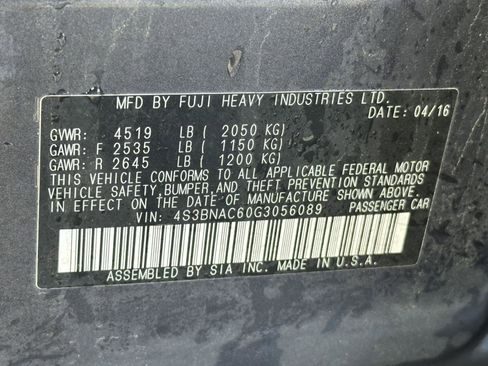 MFD BY FUJI HEAVY INDUSTRIES LTD.
DATE: 04/16
GVWR: 4519 LB ( 2050 KG)
GAWR: F 2535 LB ( 1150 KG)
GAWR: R 2645 LB ( 1200 KG)
THIS VEHICLE CONFORMS TO ALL APPLICABLE FEDERAL MOTOR
VEHICLE SAFETY, BUMPER, AND THEFT PREVENTION STANDARDS
IN EFFECT ON THE DATE OF MANUFACTURE SHOWN ABOVE.
VIN: 4S3BNAC60G3056089 PASSENGER CAR
ASSEMBLED BY SIA INC. MADE IN U.S.A.